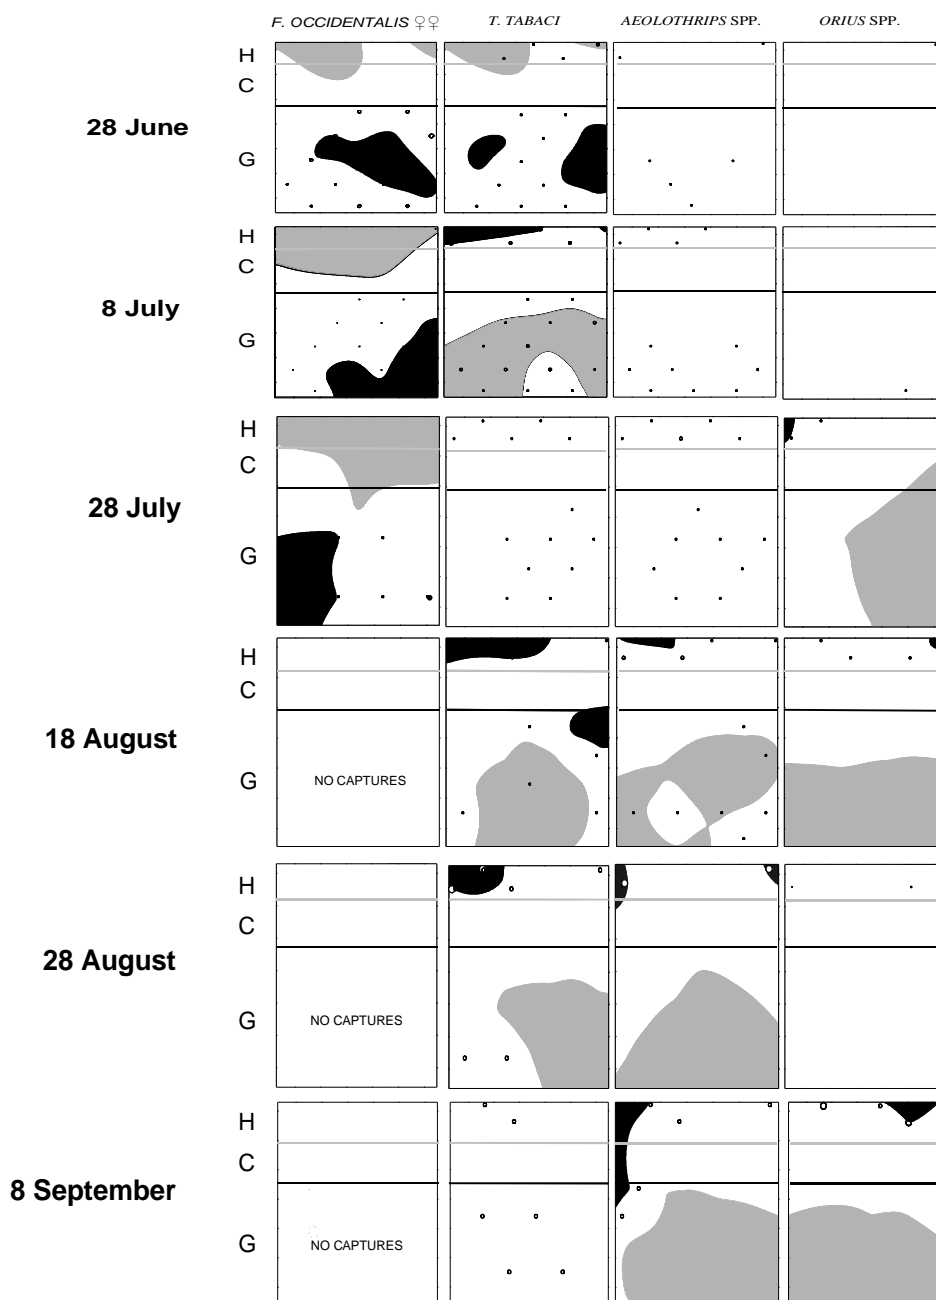 F. OCCIDENTALIS ♀♀ T. TABACI AEOLOTHRIPS SPP. ORIUS SPP.
H
C
28 June
G
H
C
8 July
G
H
C
28 July
G
H
C
18 August
G NO CAPTURES
H
C
28 August
G NO CAPTURES
H
C
8 September
G NO CAPTURES